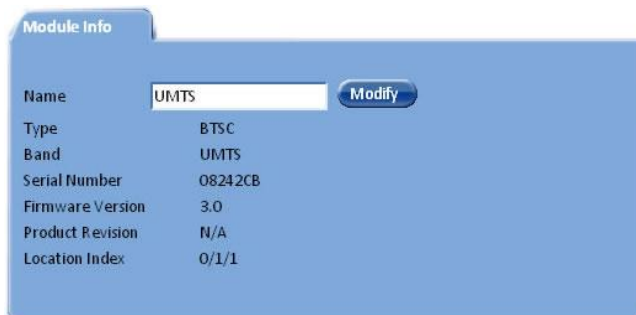 Module Info
Name UMTS Modify
Type BTSC
Band UMTS
Serial Number 08242CB
Firmware Version 3.0
Product Revision N/A
Location Index 0/1/1